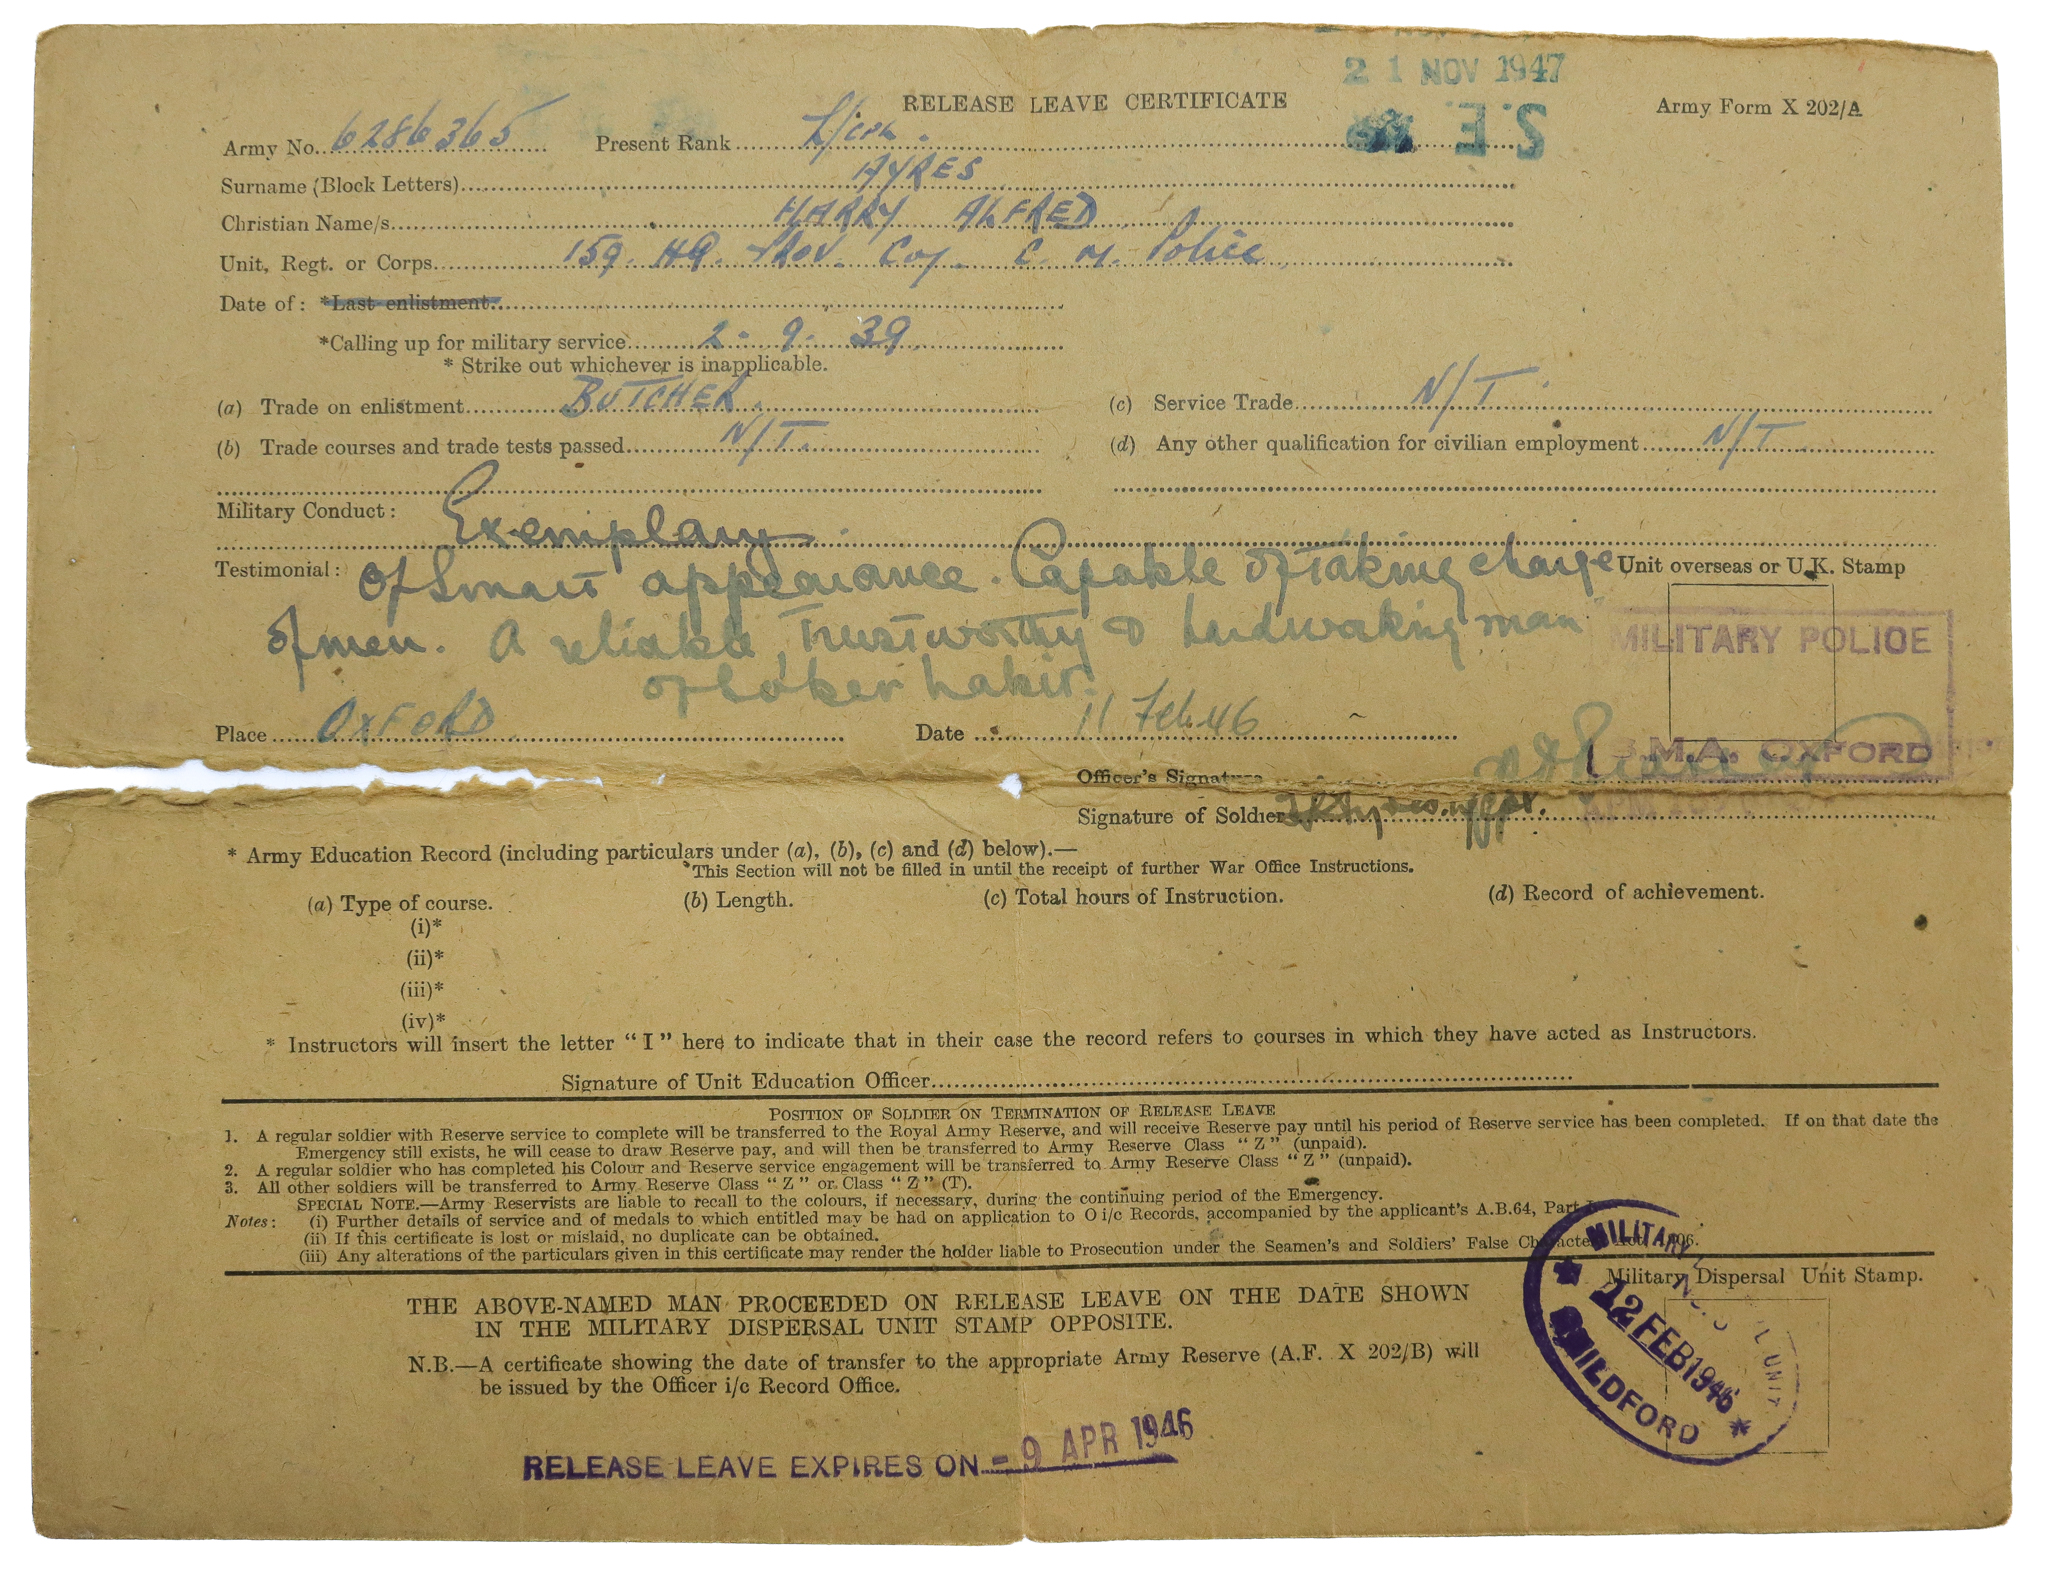 21 NOV 1947
RELEASE LEAVE CERTIFICATE
Army Form X 202/A
S.E.
Army No. 6286365 Present Rank L/Cpl.
Surname (Block Letters) AYRES
Christian Name/s HARRY ALFRED
Unit, Regt. or Corps 159. HQ. Prov. Coy. C. M. Police
Date of: *Last enlistment
*Calling up for military service 2 - 9 - 39
* Strike out whichever is inapplicable.
(a) Trade on enlistment BUTCHER. (c) Service Trade N/T.
(b) Trade courses and trade tests passed N/T. (d) Any other qualification for civilian employment N/T
Military Conduct: Exemplary.
Testimonial: Of Smart appearance. Capable of taking charge
Unit overseas or U.K. Stamp
of men. A reliable, trustworthy & hardworking man
of sober habit.
MILITARY POLICE
Place OXFORD Date 11 Feb. 46
S.M.A. OXFORD
Officer's Signature
Signature of Soldier
* Army Education Record (including particulars under (a), (b), (c) and (d) below).—
*This Section will not be filled in until the receipt of further War Office Instructions.
(a) Type of course. (b) Length. (c) Total hours of Instruction. (d) Record of achievement.
(i)*
(ii)*
(iii)*
(iv)*
* Instructors will insert the letter "I" here to indicate that in their case the record refers to courses in which they have acted as Instructors.
Signature of Unit Education Officer
POSITION OF SOLDIER ON TERMINATION OF RELEASE LEAVE
1. A regular soldier with Reserve service to complete will be transferred to the Royal Army Reserve, and will receive Reserve pay until his period of Reserve service has been completed. If on that date the
Emergency still exists, he will cease to draw Reserve pay, and will then be transferred to Army Reserve Class "Z" (unpaid).
2. A regular soldier who has completed his Colour and Reserve service engagement will be transferred to Army Reserve Class "Z" (unpaid).
3. All other soldiers will be transferred to Army Reserve Class "Z" or Class "Z" (T).
SPECIAL NOTE.—Army Reservists are liable to recall to the colours, if necessary, during the continuing period of the Emergency.
Notes: (i) Further details of service and of medals to which entitled may be had on application to O i/c Records, accompanied by the applicant's A.B.64, Part I.
(ii) If this certificate is lost or mislaid, no duplicate can be obtained.
(iii) Any alterations of the particulars given in this certificate may render the holder liable to Prosecution under the Seamen's and Soldiers' False Character Act, 1906.
Military Dispersal Unit Stamp.
THE ABOVE-NAMED MAN PROCEEDED ON RELEASE LEAVE ON THE DATE SHOWN
IN THE MILITARY DISPERSAL UNIT STAMP OPPOSITE.
MILITARY UNIT
12 FEB 1946
GUILDFORD
N.B.—A certificate showing the date of transfer to the appropriate Army Reserve (A.F. X 202/B) will
be issued by the Officer i/c Record Office.
RELEASE LEAVE EXPIRES ON - 9 APR 1946